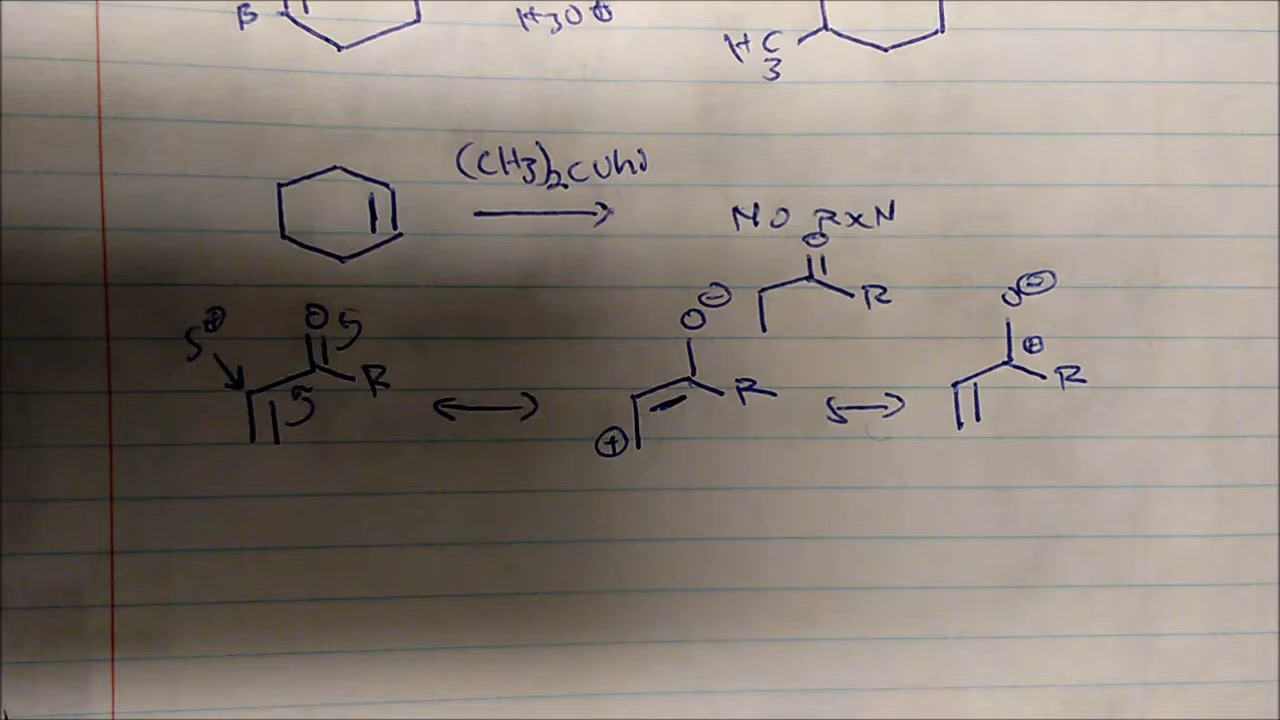 β H3O⊕ H3C
(CH3)2CuLi
NO RXN
O
R
δ⊕ O δ O⊖ O⊖
⊕
δ R R R
⊕